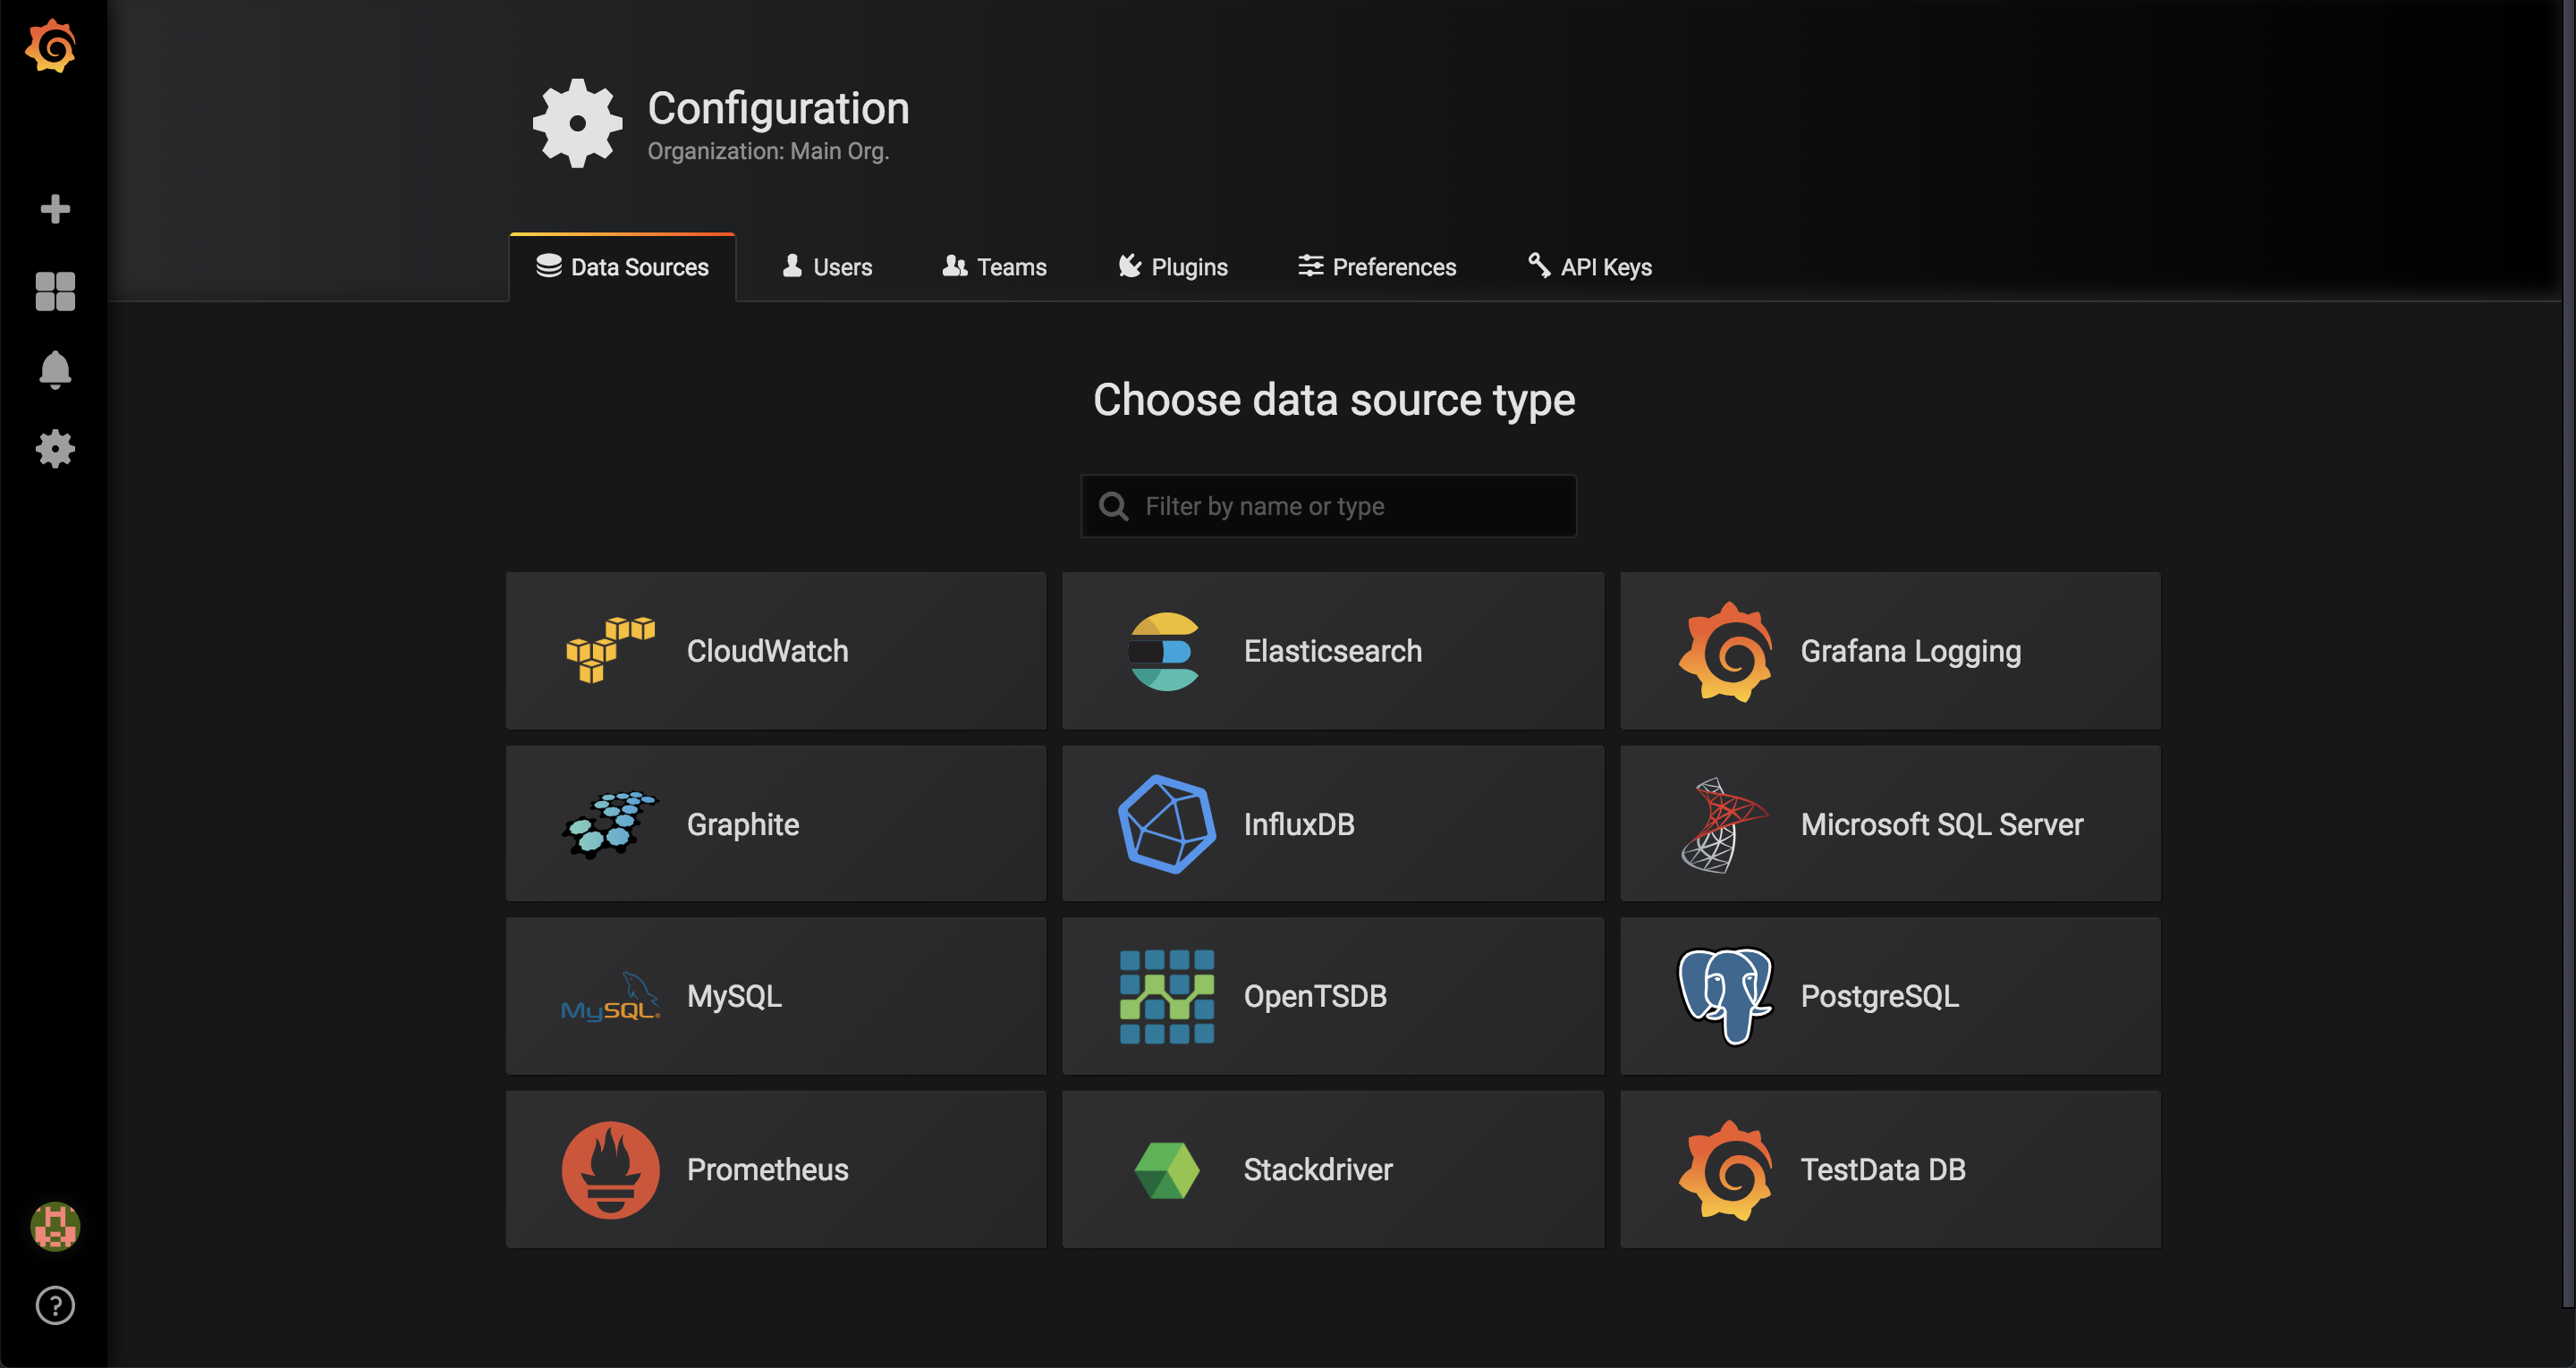 Configuration
Organization: Main Org.
Data Sources
Users
Teams
Plugins
Preferences
API Keys
Choose data source type
Filter by name or type
CloudWatch
Elasticsearch
Grafana Logging
Graphite
InfluxDB
Microsoft SQL Server
MySQL
MySQL
OpenTSDB
PostgreSQL
Prometheus
Stackdriver
TestData DB
?